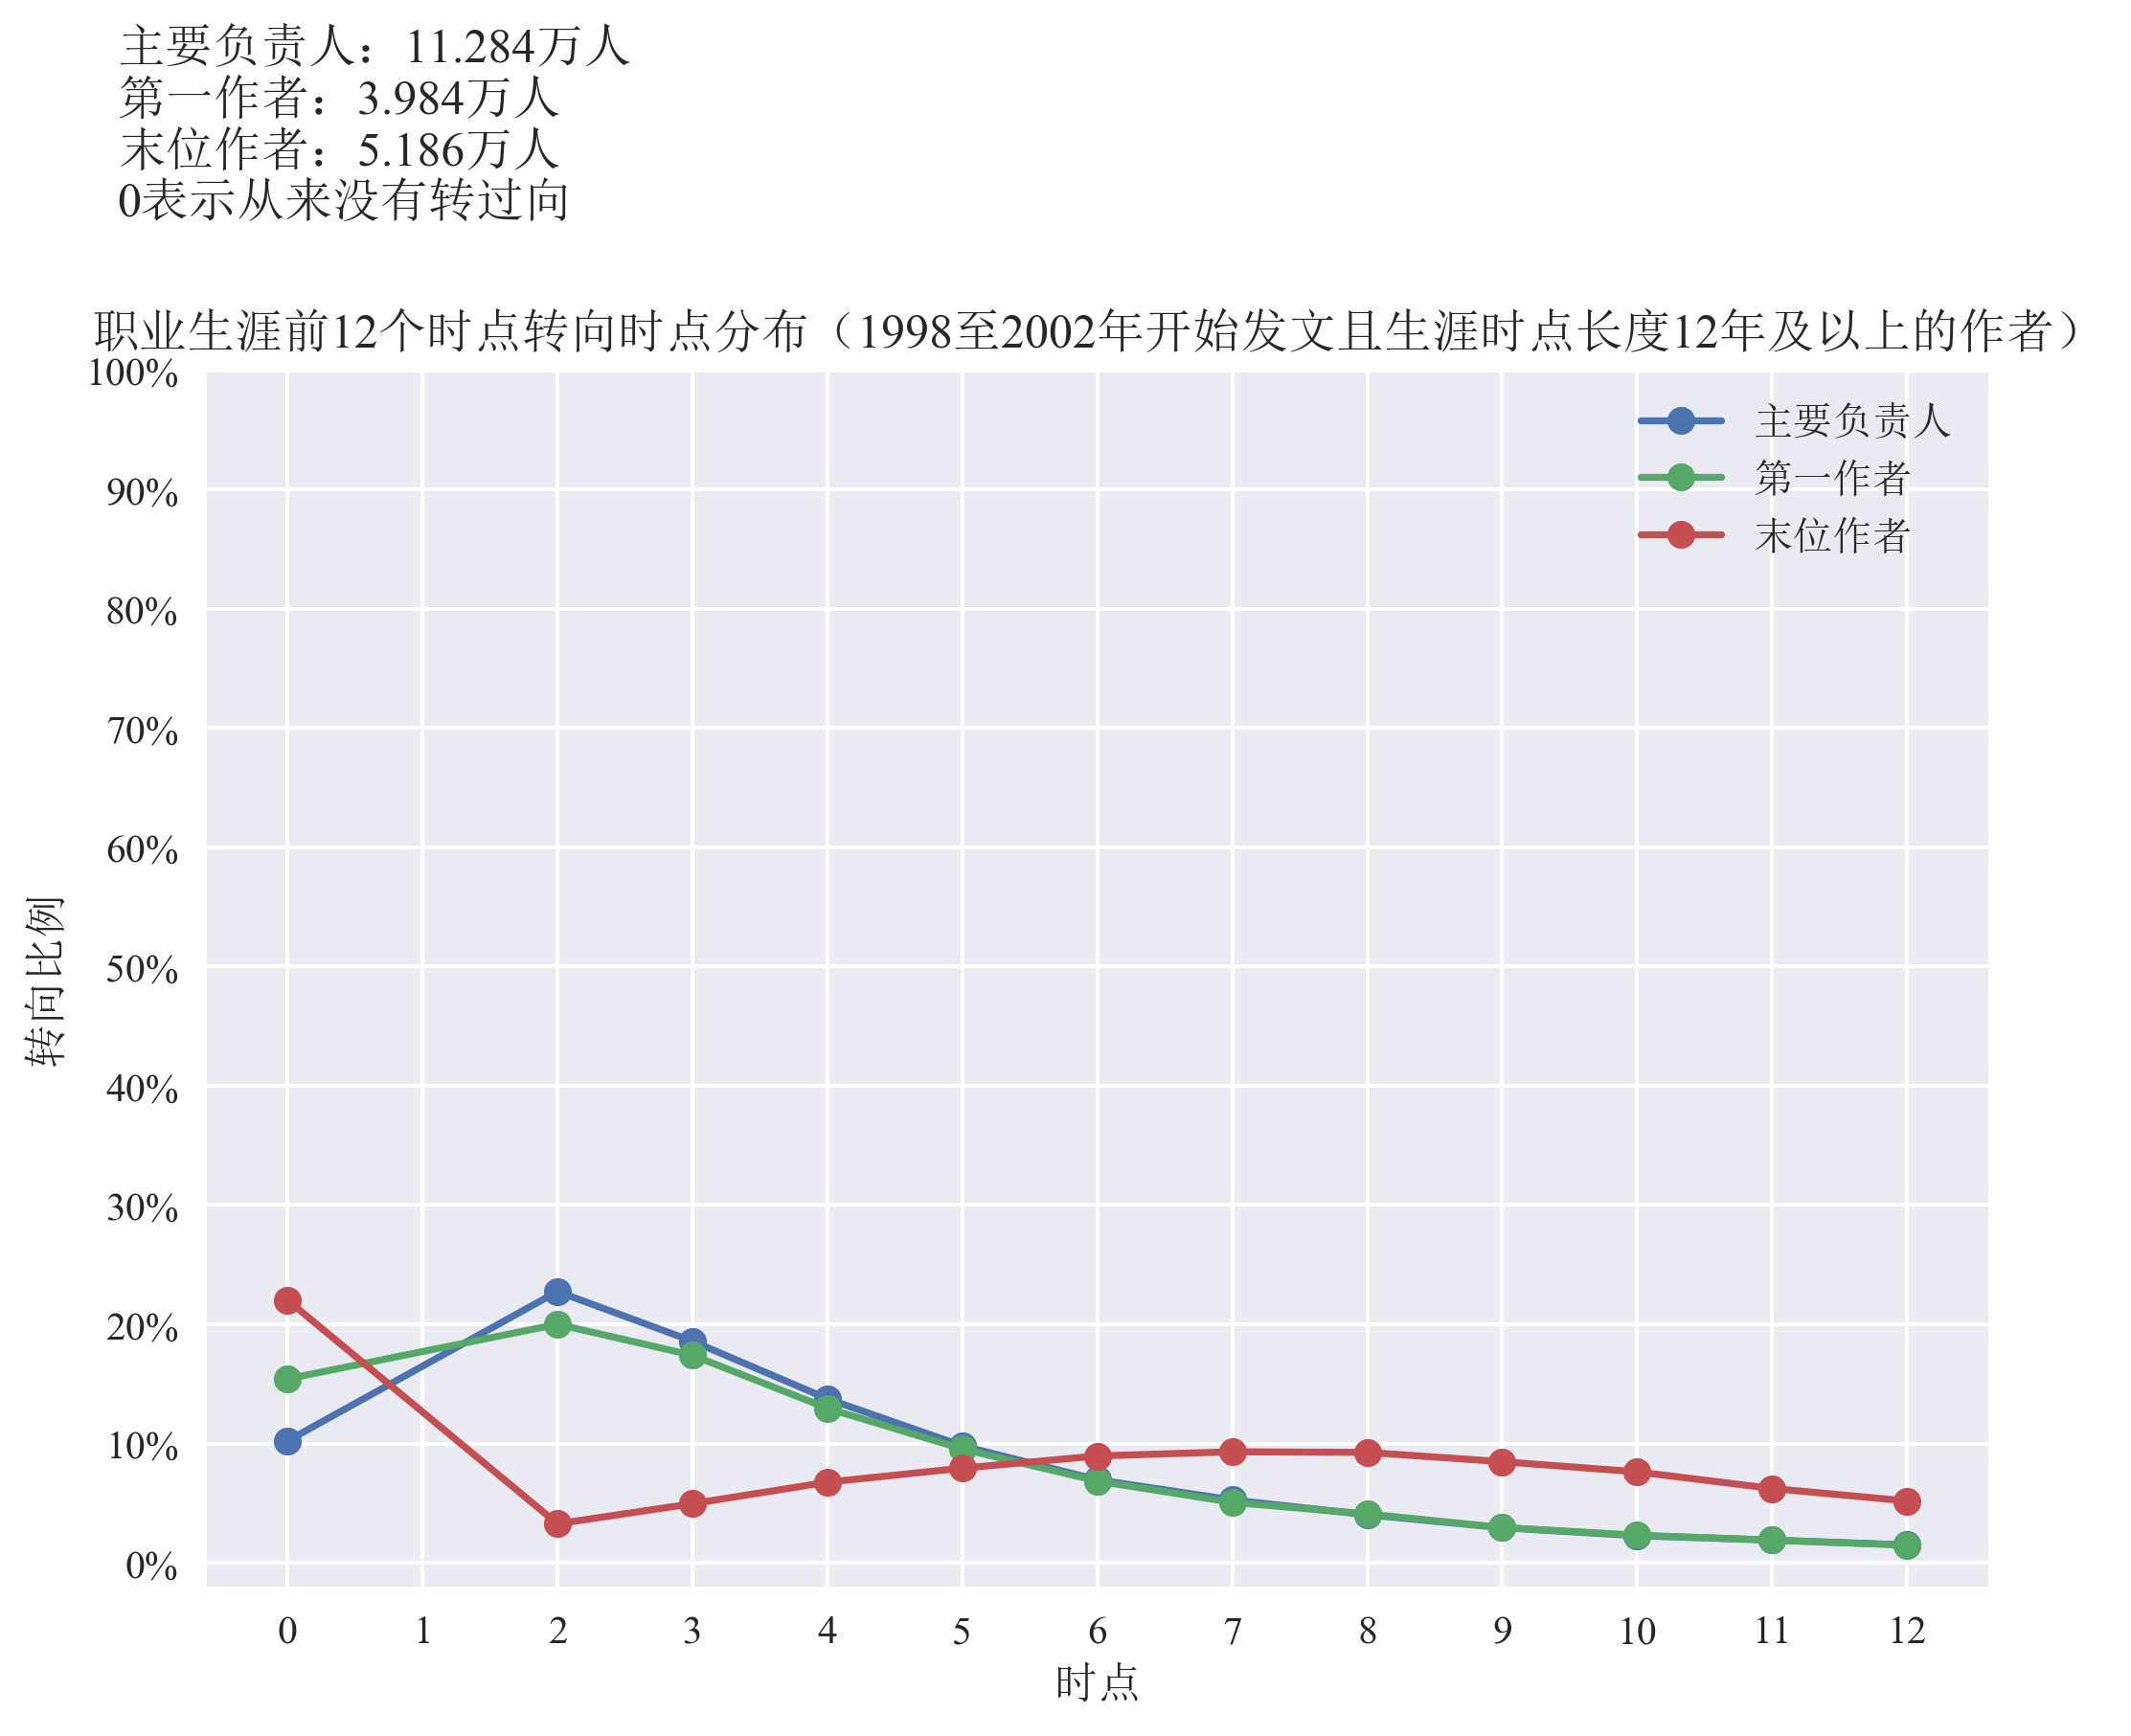 主要负责人：11.284万人
第一作者：3.984万人
末位作者：5.186万人
0表示从来没有转过向
职业生涯前12个时点转向时点分布（1998至2002年开始发文且生涯时点长度12年及以上的作者）
100%
90%
80%
70%
60%
50%
40%
30%
20%
10%
0%
转向比例
主要负责人
第一作者
末位作者
0 1 2 3 4 5 6 7 8 9 10 11 12
时点